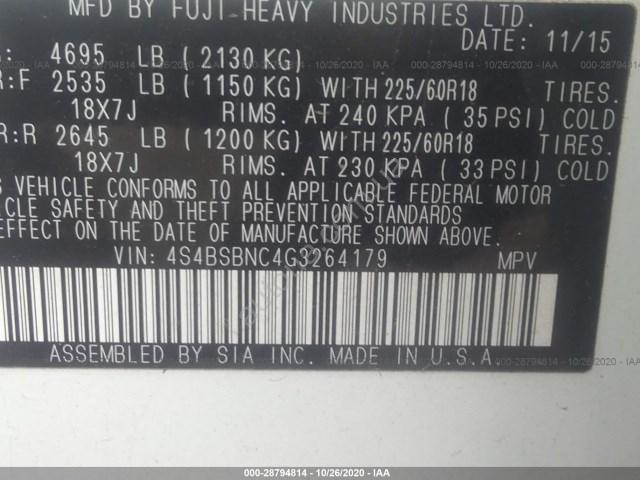 MFD BY FUJI HEAVY INDUSTRIES LTD.
DATE: 11/15
: 4695 LB (2130 KG)
R:F 2535 LB (1150 KG) WITH 225/60R18 TIRES.
18X7J RIMS. AT 240 KPA (35 PSI) COLD
R:R 2645 LB (1200 KG) WITH 225/60R18 TIRES.
18X7J RIMS. AT 230 KPA (33 PSI) COLD
S VEHICLE CONFORMS TO ALL APPLICABLE FEDERAL MOTOR
CLE SAFETY AND THEFT PREVENTION STANDARDS
EFFECT ON THE DATE OF MANUFACTURE SHOWN ABOVE.
VIN: 4S4BSBNC4G3264179 MPV
ASSEMBLED BY SIA INC. MADE IN U.S.A.
000-28794814 - 10/26/2020 - IAA